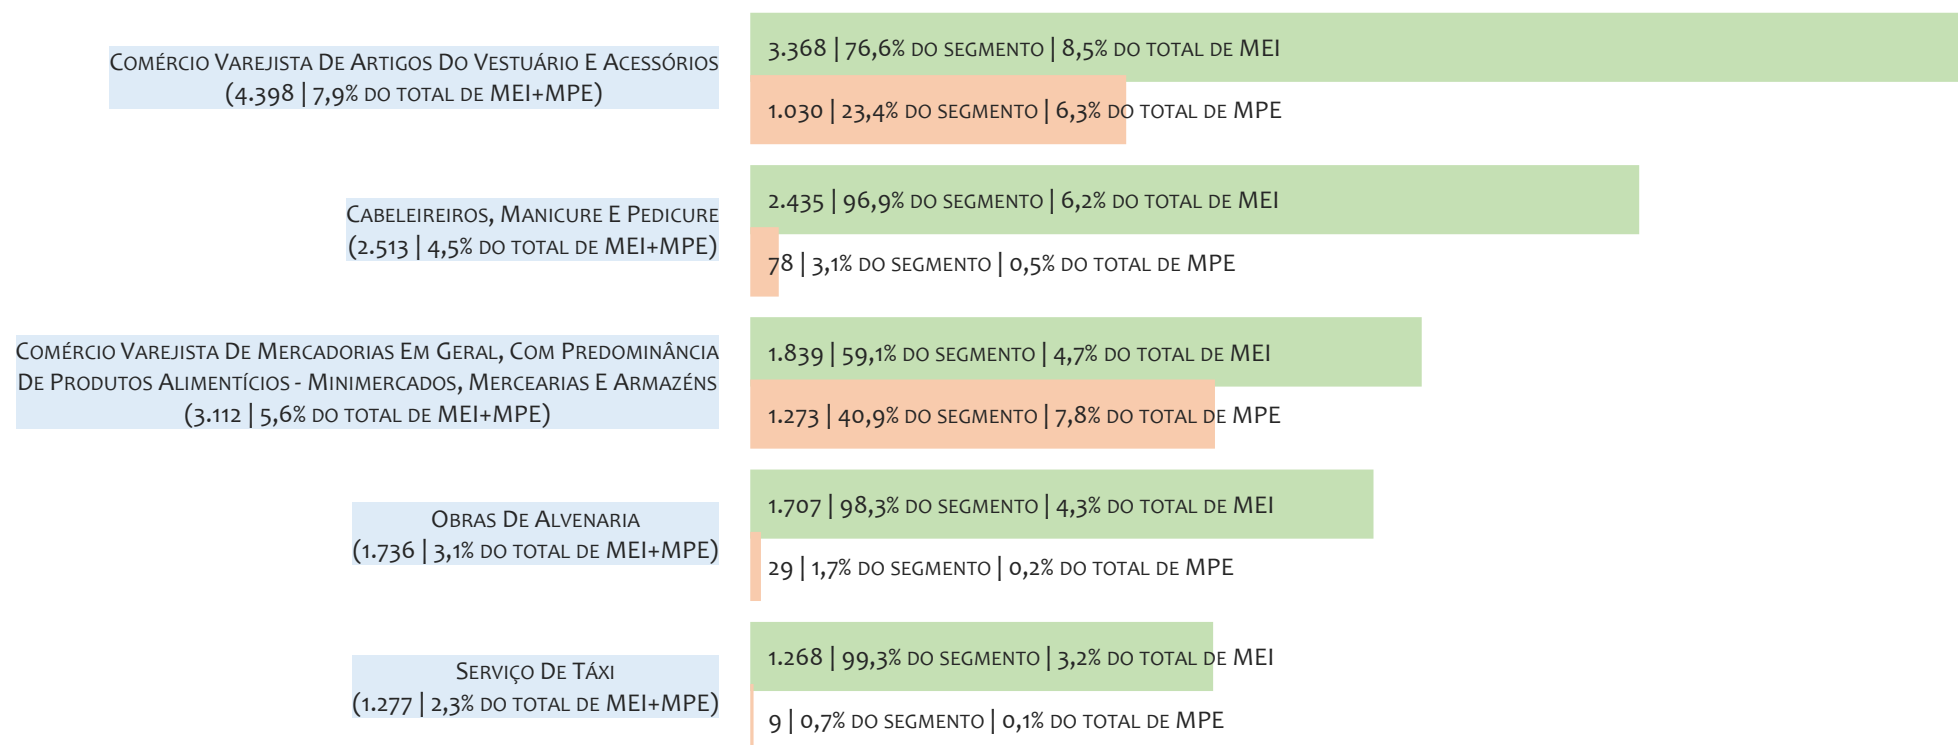 Comércio Varejista De Artigos Do Vestuário E Acessórios
(4.398 | 7,9% do total de MEI+MPE)
3.368 | 76,6% do segmento | 8,5% do total de MEI
1.030 | 23,4% do segmento | 6,3% do total de MPE
Cabeleireiros, Manicure E Pedicure
(2.513 | 4,5% do total de MEI+MPE)
2.435 | 96,9% do segmento | 6,2% do total de MEI
78 | 3,1% do segmento | 0,5% do total de MPE
Comércio Varejista De Mercadorias Em Geral, Com Predominância
De Produtos Alimentícios - Minimercados, Mercearias E Armazéns
(3.112 | 5,6% do total de MEI+MPE)
1.839 | 59,1% do segmento | 4,7% do total de MEI
1.273 | 40,9% do segmento | 7,8% do total de MPE
Obras De Alvenaria
(1.736 | 3,1% do total de MEI+MPE)
1.707 | 98,3% do segmento | 4,3% do total de MEI
29 | 1,7% do segmento | 0,2% do total de MPE
Serviço De Táxi
(1.277 | 2,3% do total de MEI+MPE)
1.268 | 99,3% do segmento | 3,2% do total de MEI
9 | 0,7% do segmento | 0,1% do total de MPE